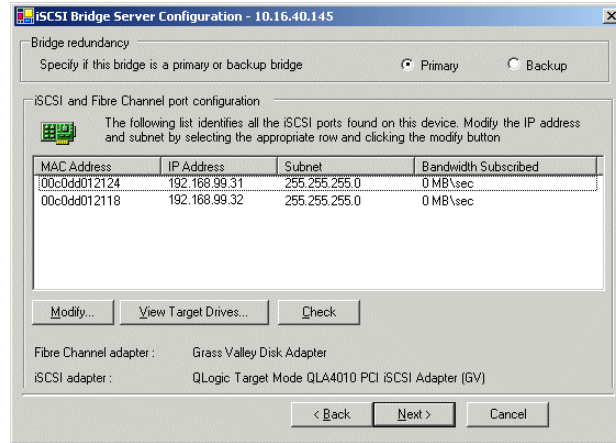 iSCSI Bridge Server Configuration - 10.16.40.145
Bridge redundancy
Specify if this bridge is a primary or backup bridge
Primary
Backup
iSCSI and Fibre Channel port configuration
The following list identifies all the iSCSI ports found on this device. Modify the IP address
and subnet by selecting the appropriate row and clicking the modify button
MAC Address IP Address Subnet Bandwidth Subscribed
00c0dd012124 192.168.99.31 255.255.255.0 0 MB\sec
00c0dd012118 192.168.99.32 255.255.255.0 0 MB\sec
Modify... View Target Drives... Check
Fibre Channel adapter : Grass Valley Disk Adapter
iSCSI adapter : QLogic Target Mode QLA4010 PCI iSCSI Adapter (GV)
< Back Next > Cancel